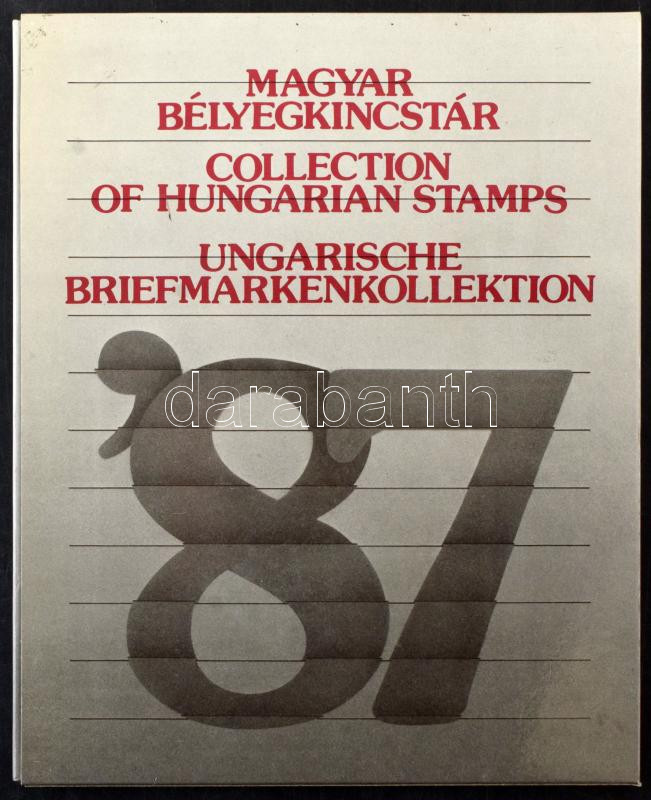 MAGYAR
BÉLYEGKINCSTÁR
COLLECTION
OF HUNGARIAN STAMPS
UNGARISCHE
BRIEFMARKENKOLLEKTION
'87
darabanth